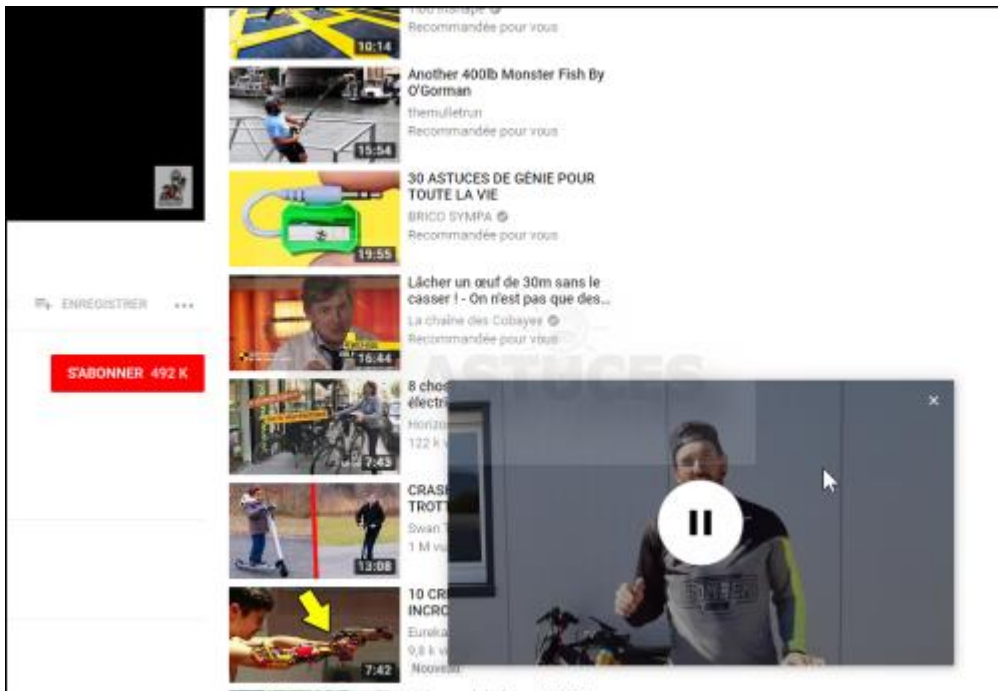 Recommandée pour vous
10:14
Another 400lb Monster Fish By
O'Gorman
themulletrun
Recommandée pour vous
15:54
30 ASTUCES DE GÉNIE POUR
TOUTE LA VIE
BRICO SYMPA
Recommandée pour vous
19:55
Lâcher un œuf de 30m sans le
casser ! - On n'est pas que des...
La chaîne des Cobayes
Recommandée pour vous
16:44
ENREGISTRER
S'ABONNER 492 K
ASTUCES
8 chos
électri
Horizo
122 k v
7:43
CRASH
TROTT
Swan T
1 M vu
13:08
10 CRE
INCRO
Eureka
9,8 k v
Nouveau
7:42